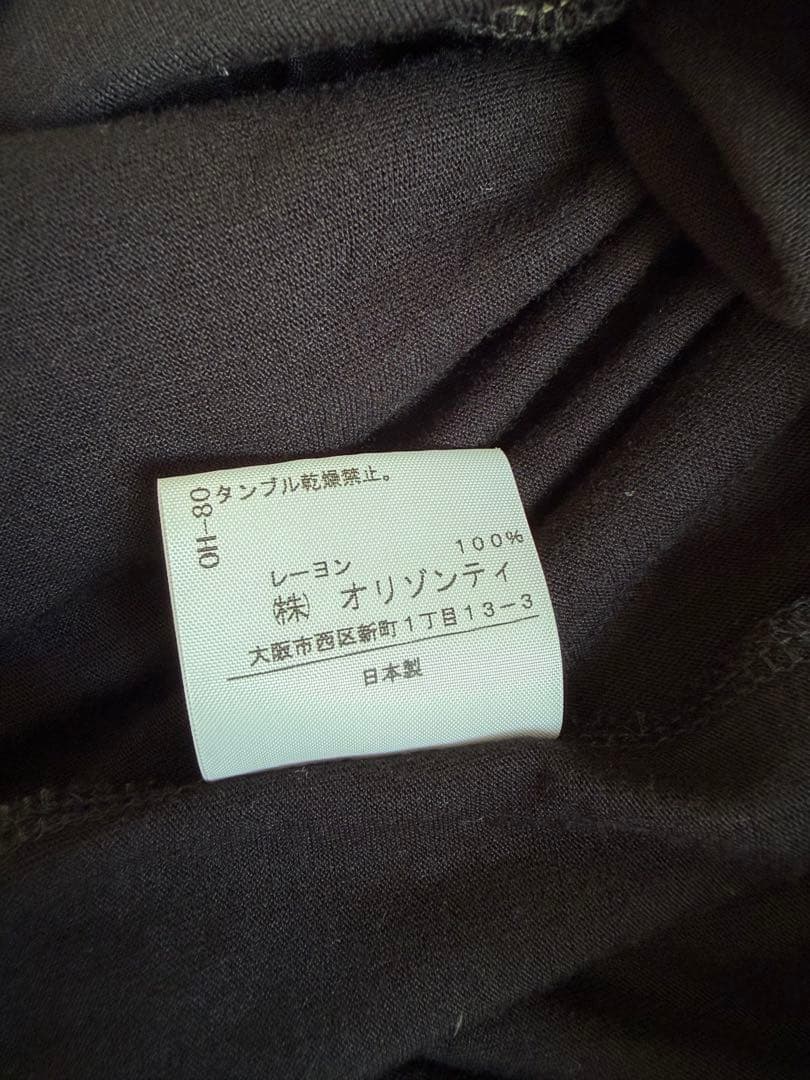 タンブル乾燥禁止。
OH-80
レーヨン 100%
㈱ オリゾンティ
大阪市西区新町1丁目13-3
日本製